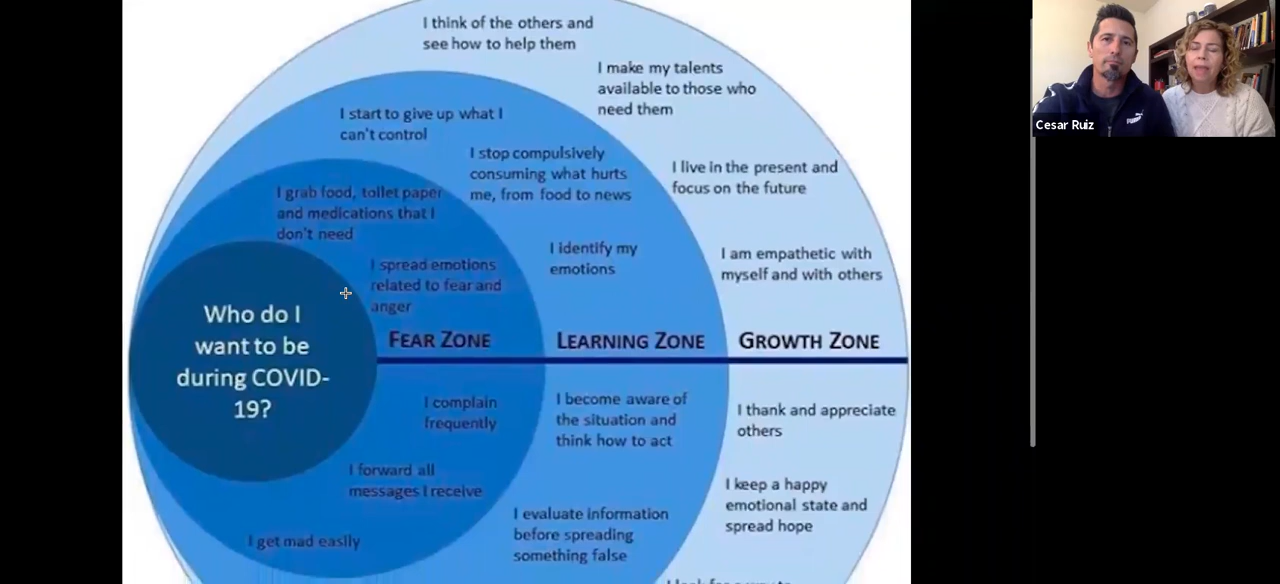 I think of the others and
see how to help them
I make my talents
available to those who
need them
I start to give up what I
can't control
I stop compulsively
consuming what hurts
me, from food to news
I live in the present and
focus on the future
I grab food, toilet paper
and medications that I
don't need
I identify my
emotions
I am empathetic with
myself and with others
I spread emotions
related to fear and
anger
Who do I
want to be
during COVID-
19?
FEAR ZONE
LEARNING ZONE
GROWTH ZONE
I complain
frequently
I become aware of
the situation and
think how to act
I thank and appreciate
others
I forward all
messages I receive
I keep a happy
emotional state and
spread hope
I get mad easily
I evaluate information
before spreading
something false
Cesar Ruiz
PUMA